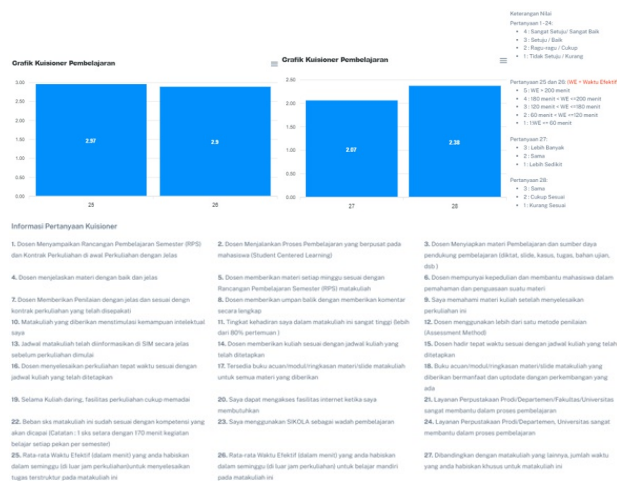 Keterangan Nilai
Pertanyaan 1-24:
4 : Sangat Setuju/ Sangat Baik
3 : Setuju / Baik
2 : Ragu-ragu / Cukup
1 : Tidak Setuju / Kurang
Pertanyaan 25 dan 26: (WE = Waktu Efektif
5 : WE > 200 menit
4 : 180 menit < WE <=200 menit
3 : 120 menit < WE <=180 menit
2 : 60 menit < WE <=120 menit
1 : 1 WE <= 60 menit
Pertanyaan 27:
3 : Lebih Banyak
2 : Sama
1 : Lebih Sedikit
Pertanyaan 28:
3 : Sama
2 : Cukup Sesuai
1 : Kurang Sesuai
Grafik Kuisioner Pembelajaran
3.00
2.50
2.00
1.50
1.00
0.50
0.00
2.97
2.9
25
26
Grafik Kuisioner Pembelajaran
2.50
2.00
1.50
1.00
0.50
0.00
2.07
2.38
27
28
Informasi Pertanyaan Kuisioner
1. Dosen Menyampaikan Rancangan Pembelajaran Semester (RPS)
dan Kontrak Perkuliahan di awal Perkuliahan dengan jelas
2. Dosen Menjalankan Proses Pembelajaran yang berpusat pada
mahasiswa (Student Centered Learning)
3. Dosen Menyiapkan materi Pembelajaran dan sumber daya
pendukung pembelajaran (diktat, slide, kasus, tugas, bahan ujian,
dsb.)
4. Dosen menjelaskan materi dengan baik dan jelas
5. Dosen memberikan materi setiap minggu sesuai dengan
Rancangan Pembelajaran Semester (RPS) matakuliah
6. Dosen mempunyai kepedulian dan membantu mahasiswa dalam
pemahaman dan penguasaan suatu materi
7. Dosen Memberikan Penilaian dengan jelas dan sesuai dengn
kontrak perkuliahan yang telah disepakati
8. Dosen memberikan umpan balik dengan memberikan komentar
secara lengkap
9. Saya memahami materi kuliah setelah menyelesaikan
perkuliahan ini
10. Matakuliah yang diberikan menstimulasi kemampuan intelektual
saya
11. Tingkat kehadiran saya dalam matakuliah ini sangat tinggi (lebih
dari 80% pertemuan )
12. Dosen menggunakan lebih dari satu metode penilaian
(Assessment Method)
13. Jadwal matakuliah telah diinformasikan di SIM secara jelas
sebelum perkuliahan dimulai
14. Dosen memberikan kuliah sesuai dengan jadwal kuliah yang
telah ditetapkan
15. Dosen hadir tepat waktu sesuai dengan jadwal kuliah yang telah
ditetapkan
16. Dosen menyelesaikan perkuliahan tepat waktu sesuai dengan
jadwal kuliah yang telah ditetapkan
17. Tersedia buku acuan/modul/ringkasan materi/slide matakuliah
untuk semua materi yang diberikan
18. Buku acuan/modul/ringkasan materi/slide matakuliah yang
diberikan bermanfaat dan uptodate dengan perkembangan yang
ada
19. Selama Kuliah daring, fasilitas perkuliahan cukup memadai
20. Saya dapat mengakses fasilitas internet ketika saya
membutuhkan
21. Layanan Perpustakaan Prodi/Departemen/Fakultas/Universitas
sangat membantu dalam proses pembelajaran
22. Beban sks matakuliah ini sudah sesuai dengan kompetensi yang
akan dicapai (Catatan : 1 sks setara dengan 170 menit kegiatan
belajar setiap pekan per semester)
23. Saya menggunakan SIKOLA sebagai wadah pembelajaran
24. Layanan Perpustakaan Prodi/Departemen, Universitas sangat
membantu dalam proses pembelajaran
25. Rata-rata Waktu Efektif (dalam menit) yang anda habiskan
dalam seminggu (di luar jam perkuliahan)untuk menyelesaikan
tugas terstruktur pada matakuliah ini
26. Rata-rata Waktu Efektif (dalam menit) yang anda habiskan
dalam seminggu (di luar jam perkuliahan) untuk belajar mandiri
pada matakuliah ini
27. Dibandingkan dengan matakuliah yang lainnya, jumlah waktu
yang anda habiskan khusus untuk matakuliah ini